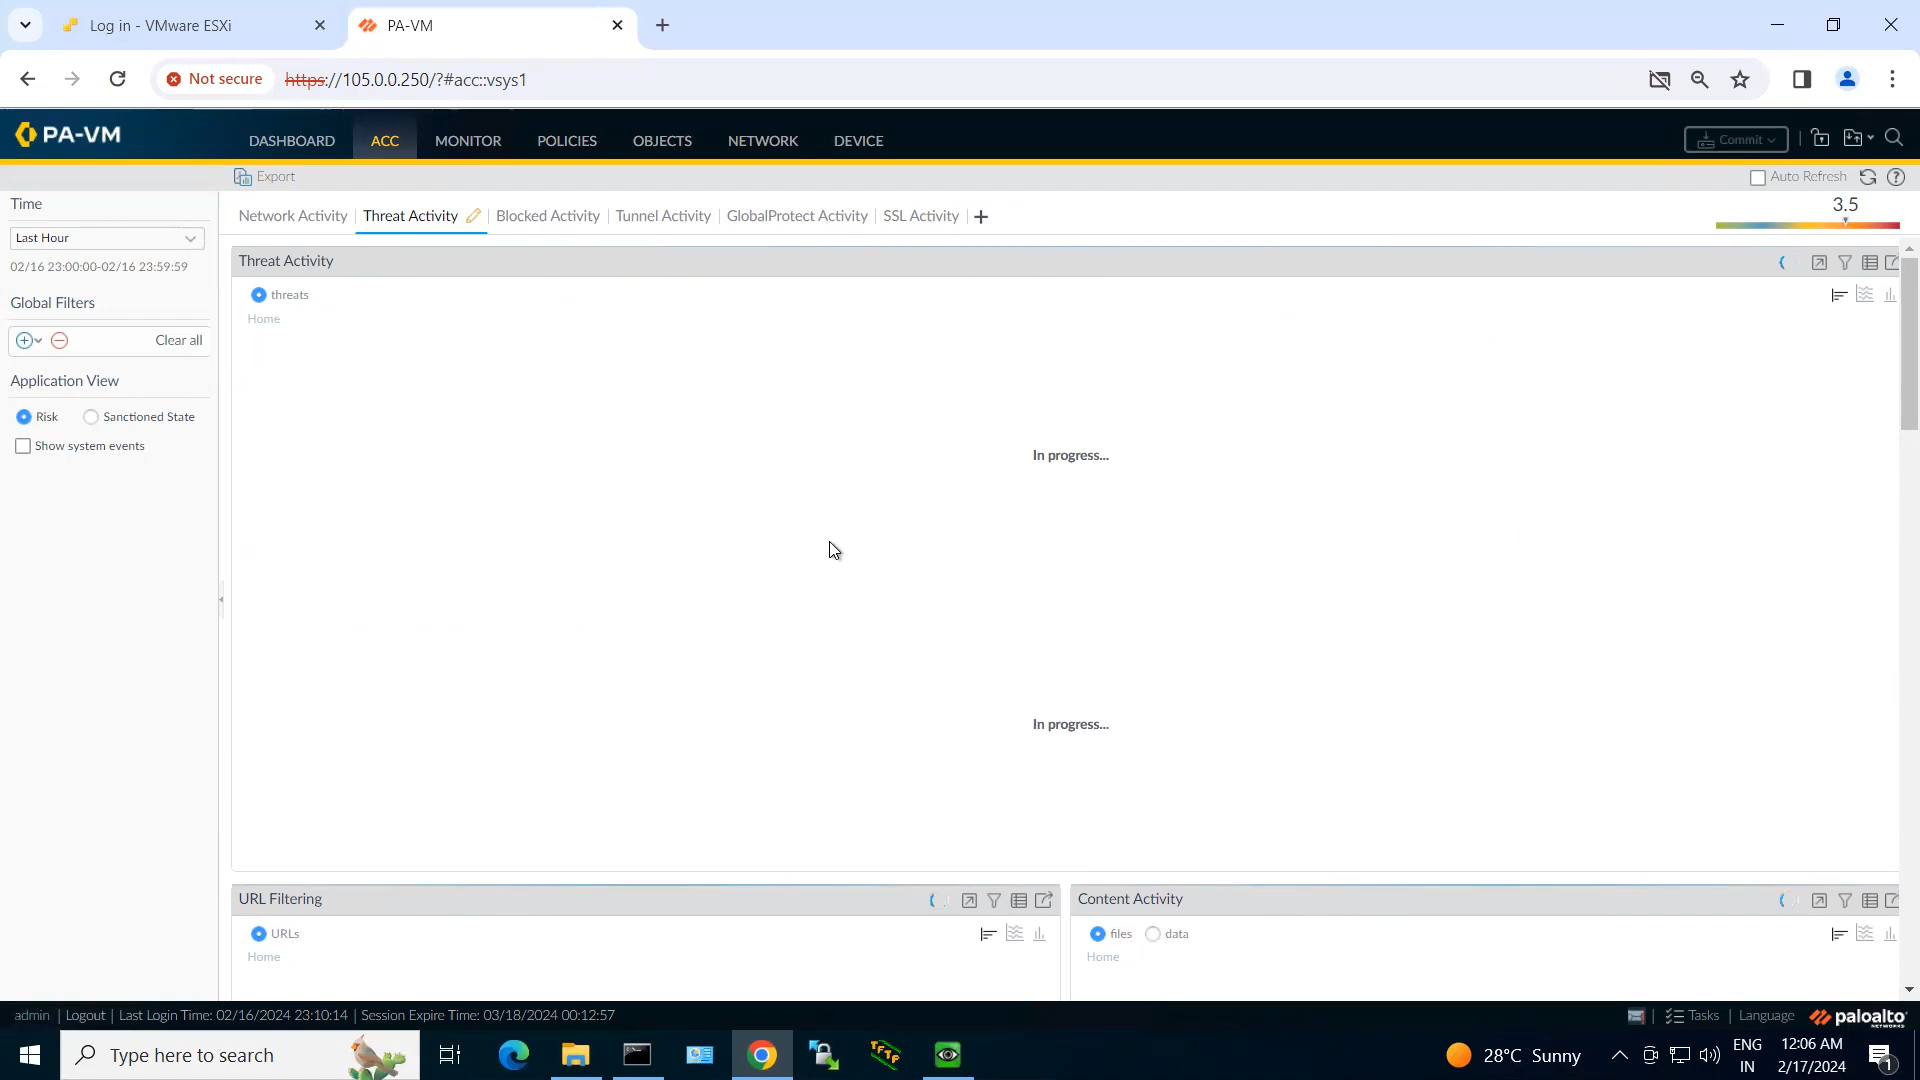 Log in - VMware ESXi
PA-VM
Not secure
https://105.0.0.250/?#acc::vsys1
PA-VM
DASHBOARD
ACC
MONITOR
POLICIES
OBJECTS
NETWORK
DEVICE
Commit
Export
Auto Refresh
Time
Last Hour
02/16 23:00:00-02/16 23:59:59
Global Filters
Clear all
Application View
Risk
Sanctioned State
Show system events
Network Activity
Threat Activity
Blocked Activity
Tunnel Activity
GlobalProtect Activity
SSL Activity
3.5
Threat Activity
threats
Home
In progress...
In progress...
URL Filtering
URLs
Home
Content Activity
files
data
Home
admin | Logout | Last Login Time: 02/16/2024 23:10:14 | Session Expire Time: 03/18/2024 00:12:57
Tasks | Language
paloalto
NETWORKS
Type here to search
TFTP
28°C Sunny
ENG
IN
12:06 AM
2/17/2024
1